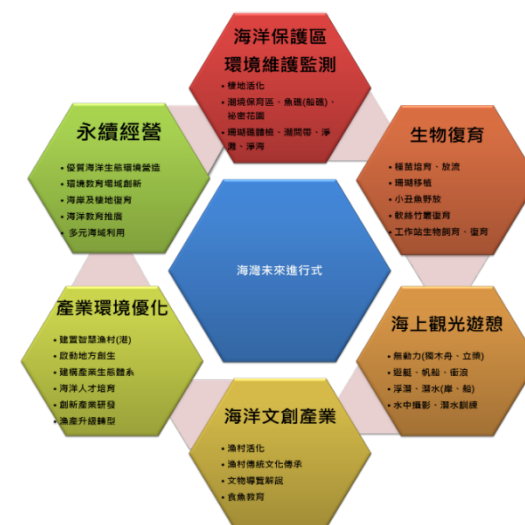 海洋保護區
環境維護監測
• 棲地活化
• 潮境保育區、魚礁(船礁)、
祕密花園
• 珊瑚礁體檢、潮間帶、淨
灘、淨海
生物復育
• 種苗培育、放流
• 珊瑚移植
• 小丑魚野放
• 軟絲竹叢復育
• 工作站生物飼育、復育
海上觀光遊憩
• 無動力(獨木舟、立槳)
• 遊艇、帆船、衝浪
• 浮潛、潛水(岸、船)
• 水中攝影、潛水訓練
海洋文創產業
• 漁村活化
• 漁村傳統文化傳承
• 文物導覽解說
• 食魚教育
產業環境優化
• 建置智慧漁村(港)
• 啟動地方創生
• 建構產業生態體系
• 海洋人才培育
• 創新產業研發
• 漁產升級轉型
永續經營
• 優質海洋生態環境營造
• 環境教育場域創新
• 海岸及棲地復育
• 海洋教育推廣
• 多元海域利用
海灣未來進行式